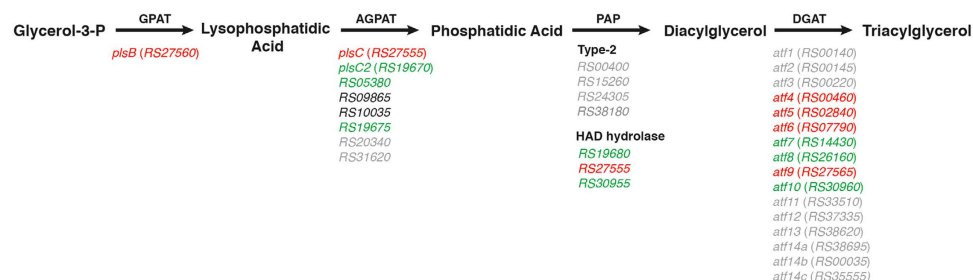 GPAT AGPAT PAP DGAT
Glycerol-3-P Lysophosphatidic Acid Phosphatidic Acid Diacylglycerol Triacylglycerol
plsB (RS27560)
plsC (RS27555)
plsC2 (RS19670)
RS05380
RS09865
RS10035
RS19675
RS20340
RS31620
Type-2
RS00400
RS15260
RS24305
RS38180
HAD hydrolase
RS19680
RS27555
RS30955
atf1 (RS00140)
atf2 (RS00145)
atf3 (RS00220)
atf4 (RS00460)
atf5 (RS02840)
atf6 (RS07790)
atf7 (RS14430)
atf8 (RS26160)
atf9 (RS27565)
atf10 (RS30960)
atf11 (RS33510)
atf12 (RS37335)
atf13 (RS38620)
atf14a (RS38695)
atf14b (RS00035)
atf14c (RS35555)